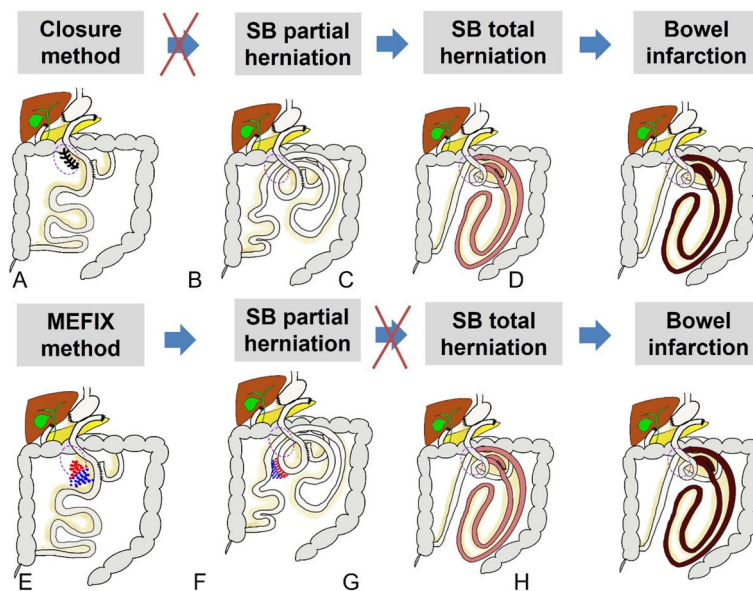 Closure
method
SB partial
herniation
SB total
herniation
Bowel
infarction
A
B
C
D
MEFIX
method
SB partial
herniation
SB total
herniation
Bowel
infarction
E
F
G
H